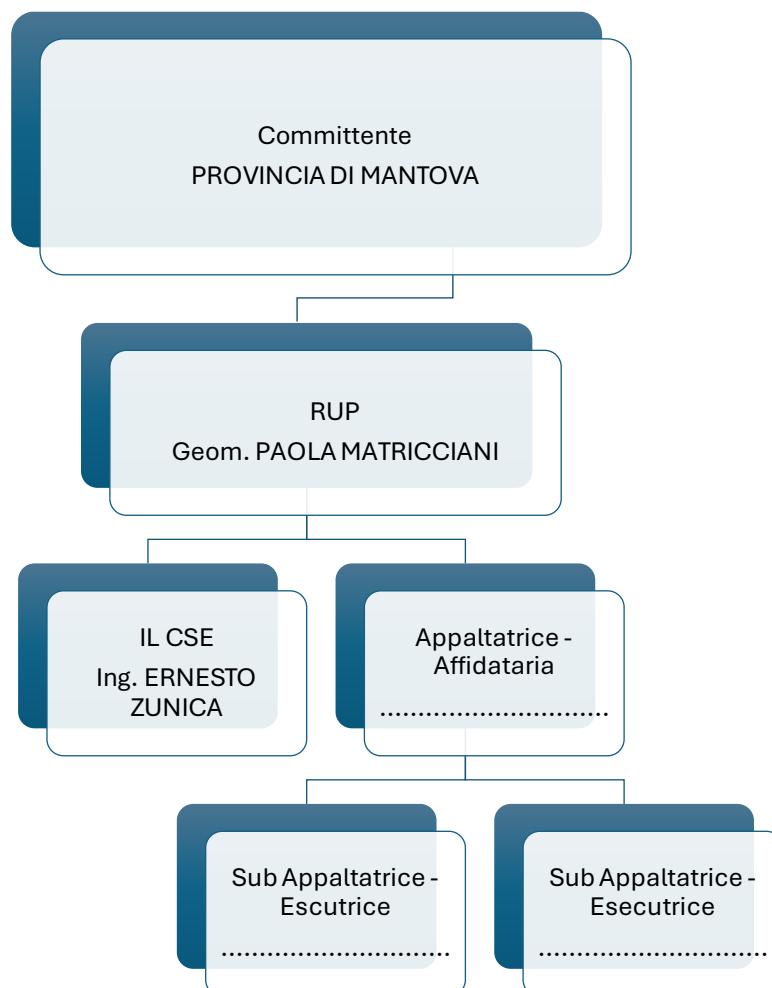 Committente
PROVINCIA DI MANTOVA
RUP
Geom. PAOLA MATRICCIANI
IL CSE
Ing. ERNESTO
ZUNICA
Appaltatrice -
Affidataria
..............................
Sub Appaltatrice -
Escutrice
..............................
Sub Appaltatrice -
Esecutrice
..............................